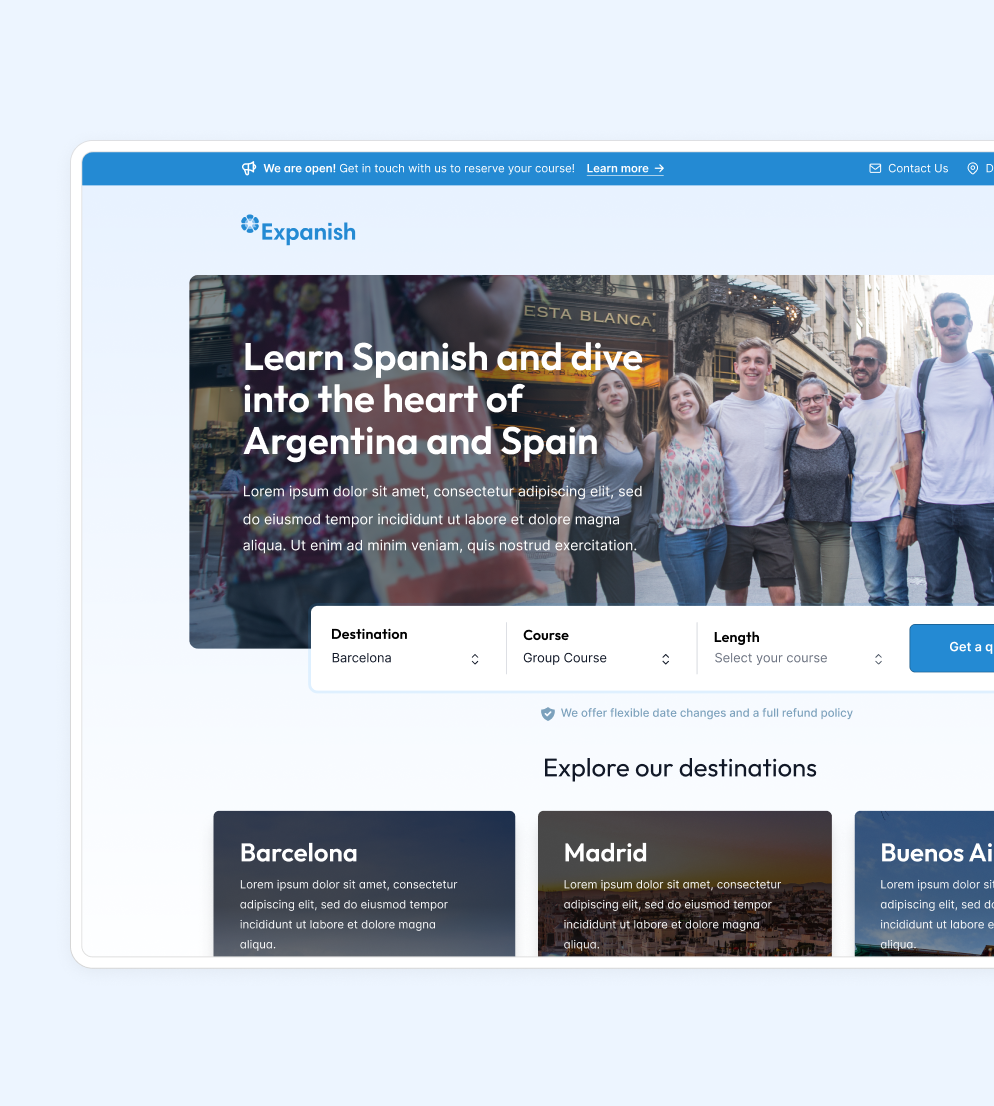 We are open! Get in touch with us to reserve your course! Learn more →
Contact Us
Expanish
ESTA BLANCA
Learn Spanish and dive
into the heart of
Argentina and Spain
Lorem ipsum dolor sit amet, consectetur adipiscing elit, sed
do eiusmod tempor incididunt ut labore et dolore magna
aliqua. Ut enim ad minim veniam, quis nostrud exercitation.
Destination
Barcelona
Course
Group Course
Length
Select your course
Get a q
We offer flexible date changes and a full refund policy
Explore our destinations
Barcelona
Lorem ipsum dolor sit amet, consectetur
adipiscing elit, sed do eiusmod tempor
incididunt ut labore et dolore magna
aliqua.
Madrid
Lorem ipsum dolor sit amet, consectetur
adipiscing elit, sed do eiusmod tempor
incididunt ut labore et dolore magna
aliqua.
Buenos Ai
Lorem ipsum dolor sit
adipiscing elit, sed do
incididunt ut labore e
aliqua.